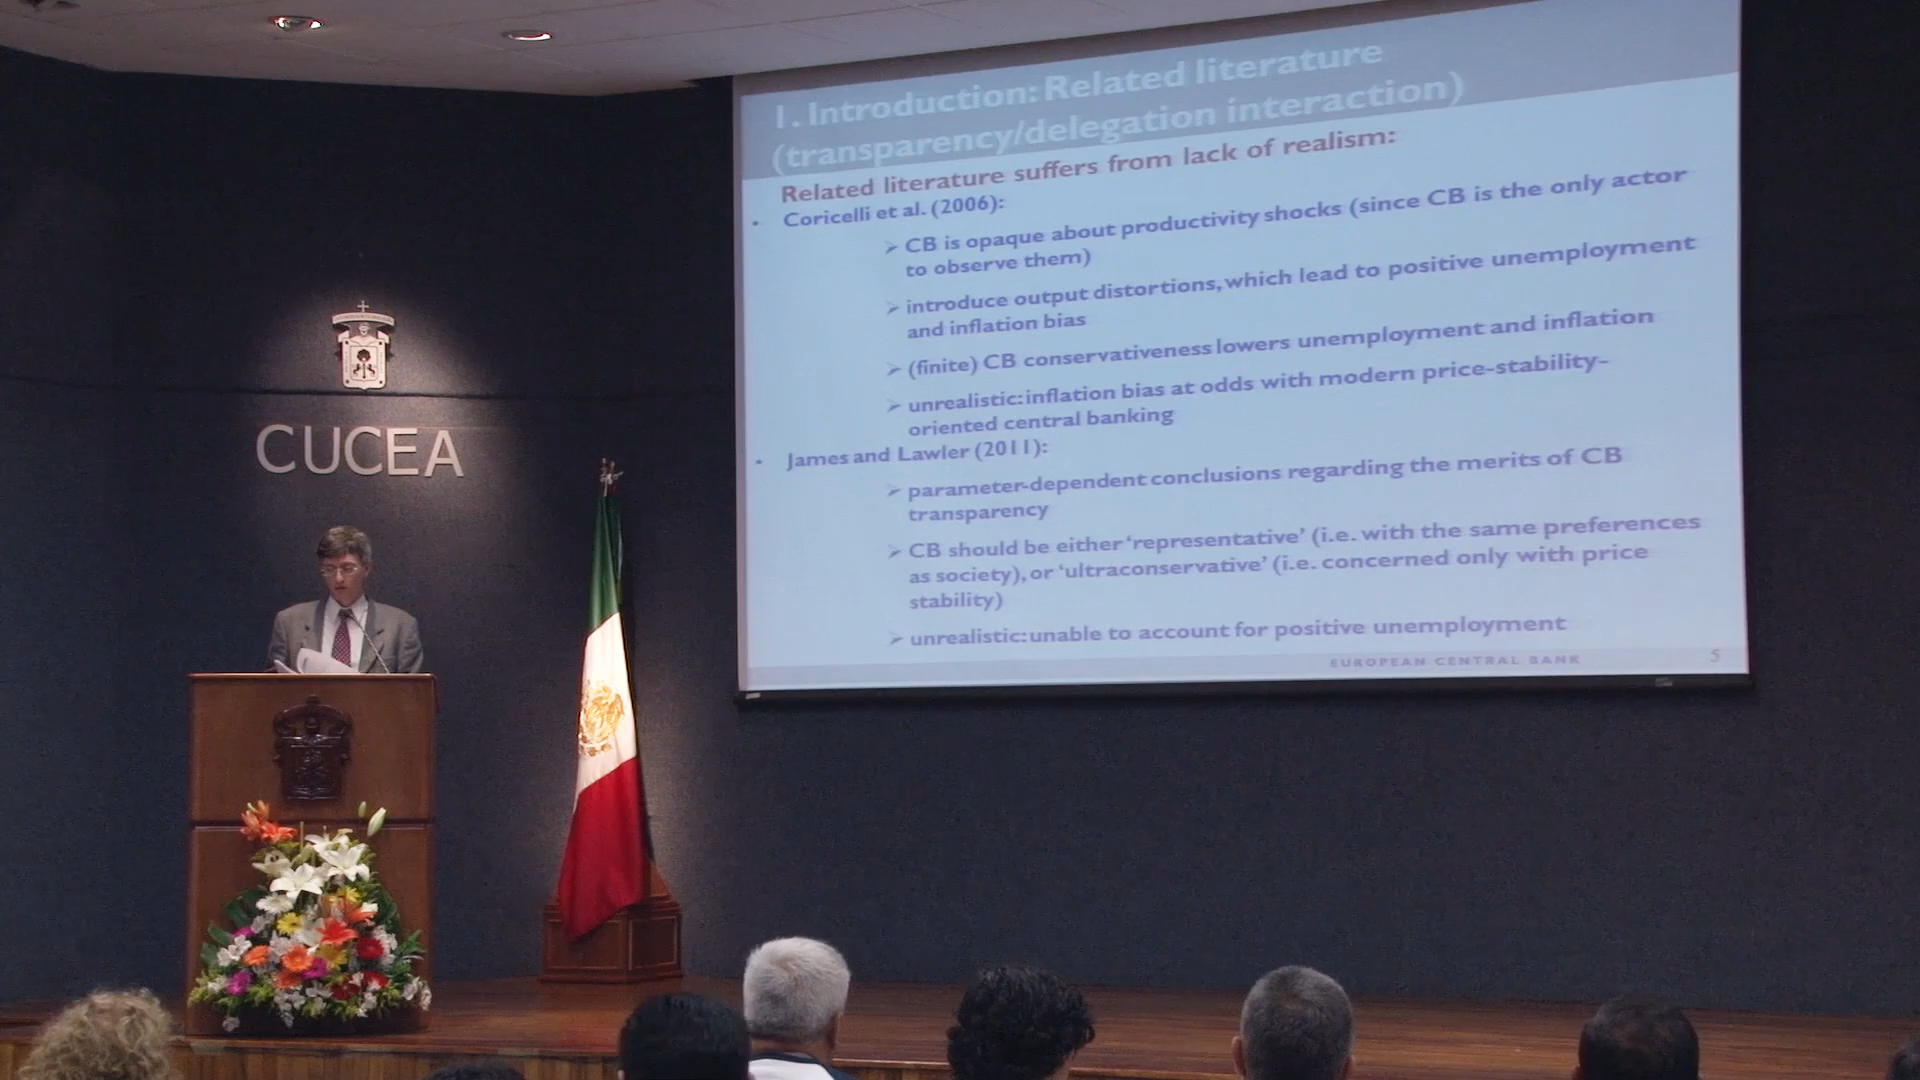 CUCEA
1. Introduction: Related literature
(transparency/delegation interaction)
Related literature suffers from lack of realism:
• Coricelli et al. (2006):
➢ CB is opaque about productivity shocks (since CB is the only actor
to observe them)
➢ introduce output distortions, which lead to positive unemployment
and inflation bias
➢ (finite) CB conservativeness lowers unemployment and inflation
➢ unrealistic: inflation bias at odds with modern price-stability-
oriented central banking
• James and Lawler (2011):
➢ parameter-dependent conclusions regarding the merits of CB
transparency
➢ CB should be either ‘representative’ (i.e. with the same preferences
as society), or ‘ultraconservative’ (i.e. concerned only with price
stability)
➢ unrealistic: unable to account for positive unemployment
EUROPEAN CENTRAL BANK 5